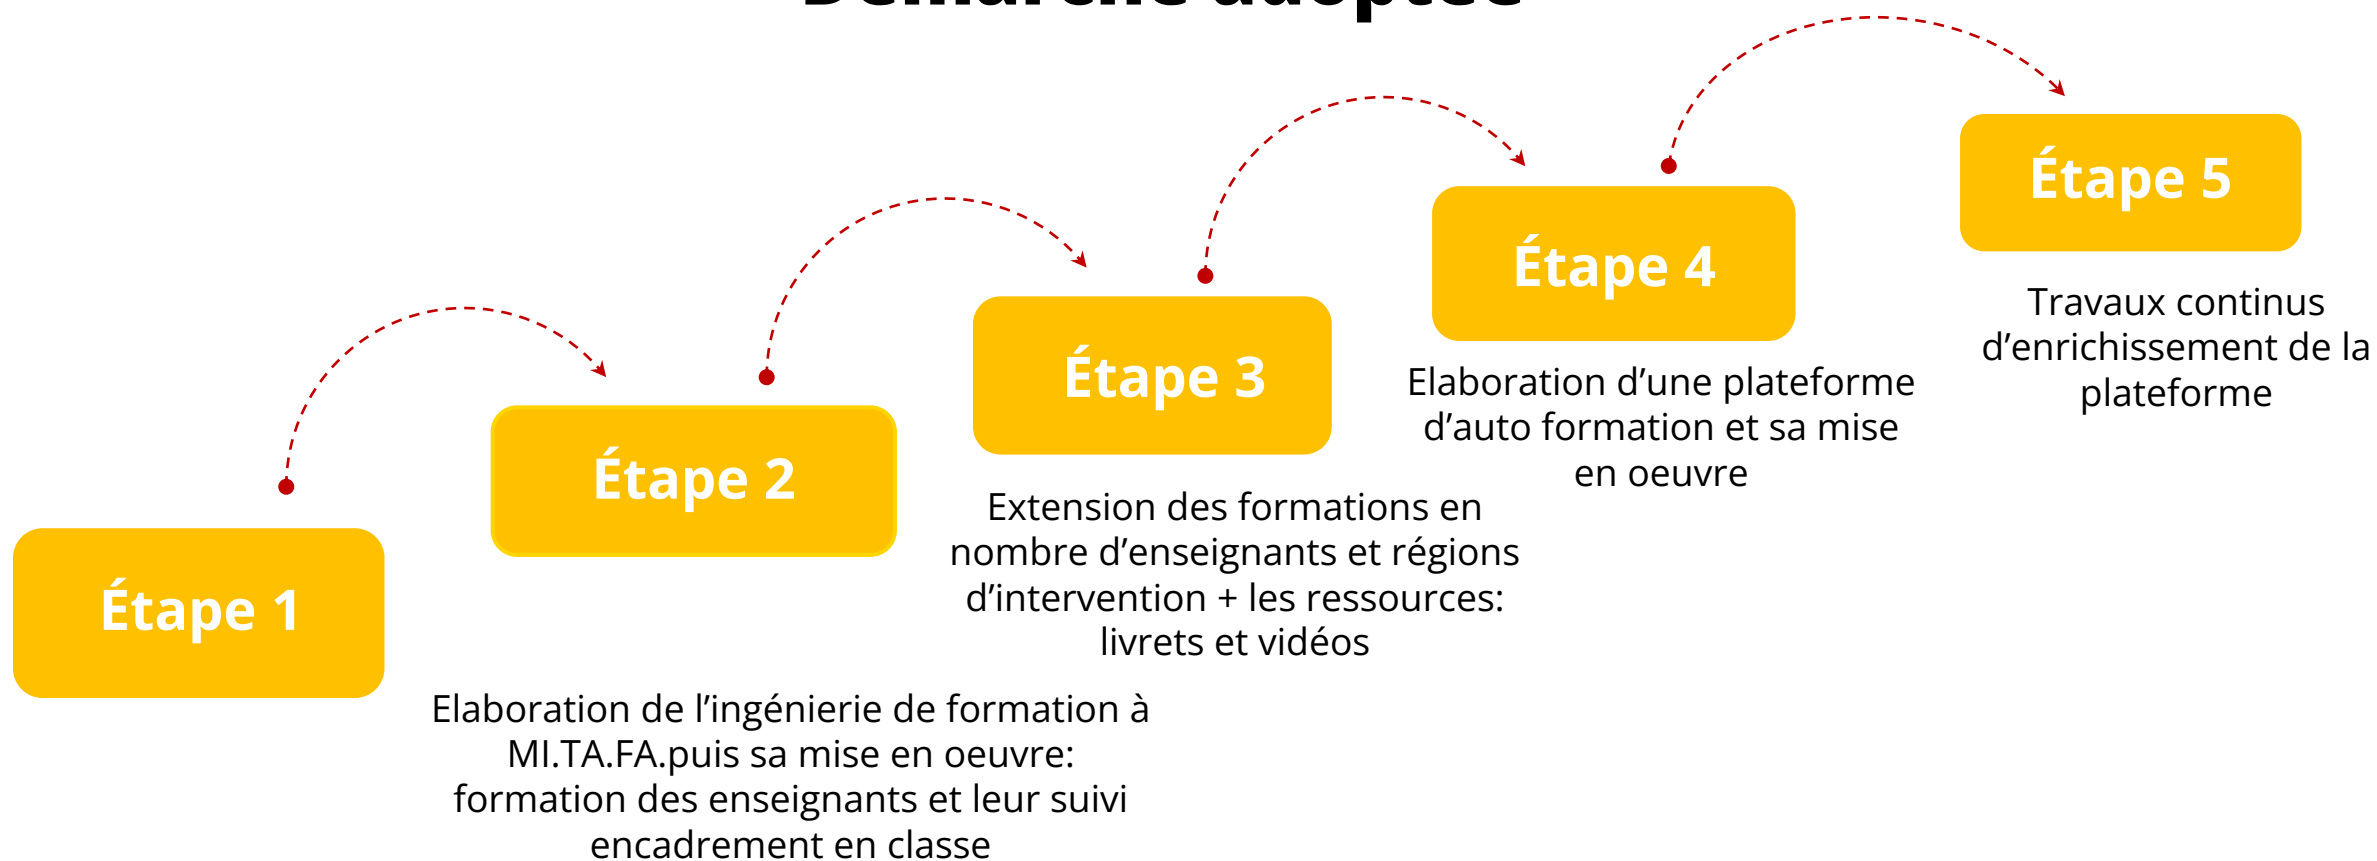 Démarche adoptée
Étape 1
Étape 2
Elaboration de l’ingénierie de formation à
MI.TA.FA.puis sa mise en oeuvre:
formation des enseignants et leur suivi
encadrement en classe
Étape 3
Extension des formations en
nombre d’enseignants et régions
d’intervention + les ressources:
livrets et vidéos
Étape 4
Elaboration d’une plateforme
d’auto formation et sa mise
en oeuvre
Étape 5
Travaux continus
d’enrichissement de la
plateforme